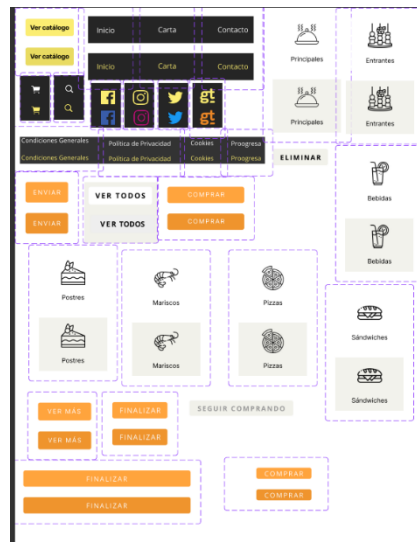 Ver catálogo
Inicio Carta Contacto
Principales
Entrantes
Ver catálogo
Inicio Carta Contacto
gt
gt
Principales
Entrantes
Condiciones Generales Política de Privacidad Cookies Proogresa
Condiciones Generales Política de Privacidad Cookies Proogresa
ELIMINAR
ENVIAR
VER TODOS
COMPRAR
Bebidas
ENVIAR
VER TODOS
COMPRAR
Bebidas
Postres
Mariscos
Pizzas
Sándwiches
Postres
Mariscos
Pizzas
Sándwiches
VER MÁS
FINALIZAR
SEGUIR COMPRANDO
VER MÁS
FINALIZAR
FINALIZAR
COMPRAR
FINALIZAR
COMPRAR